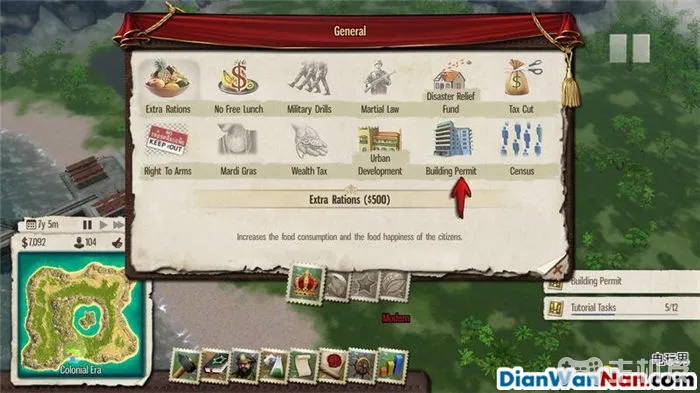 General
Extra Rations
No Free Lunch
Military Drills
Martial Law
Disaster Relief
Fund
Tax Cut
KEEP OUT
Right To Arms
Mardi Gras
Wealth Tax
Urban
Development
Building Permit
Census
Extra Rations ($500)
Increases the food consumption and the food happiness of the citizens.
7y 5m
$7,092
104
Colonial Era
Modern
Building Permit
Tutorial Tasks 5/12
电玩男
DianWanNan.com